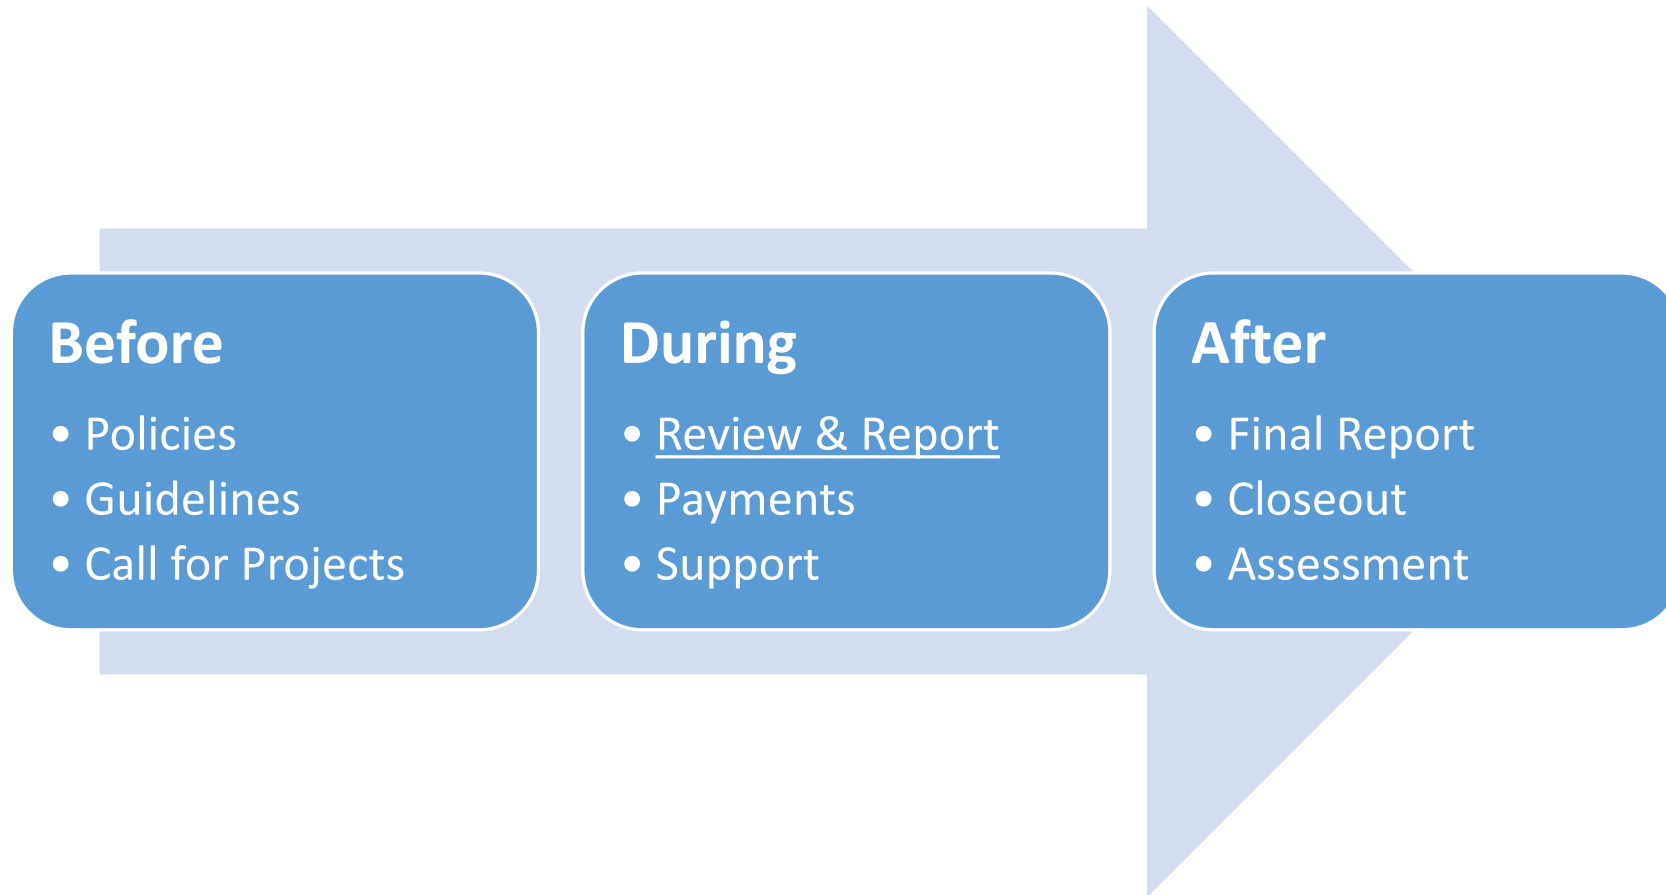 Before
• Policies
• Guidelines
• Call for Projects
During
• Review & Report
• Payments
• Support
After
• Final Report
• Closeout
• Assessment